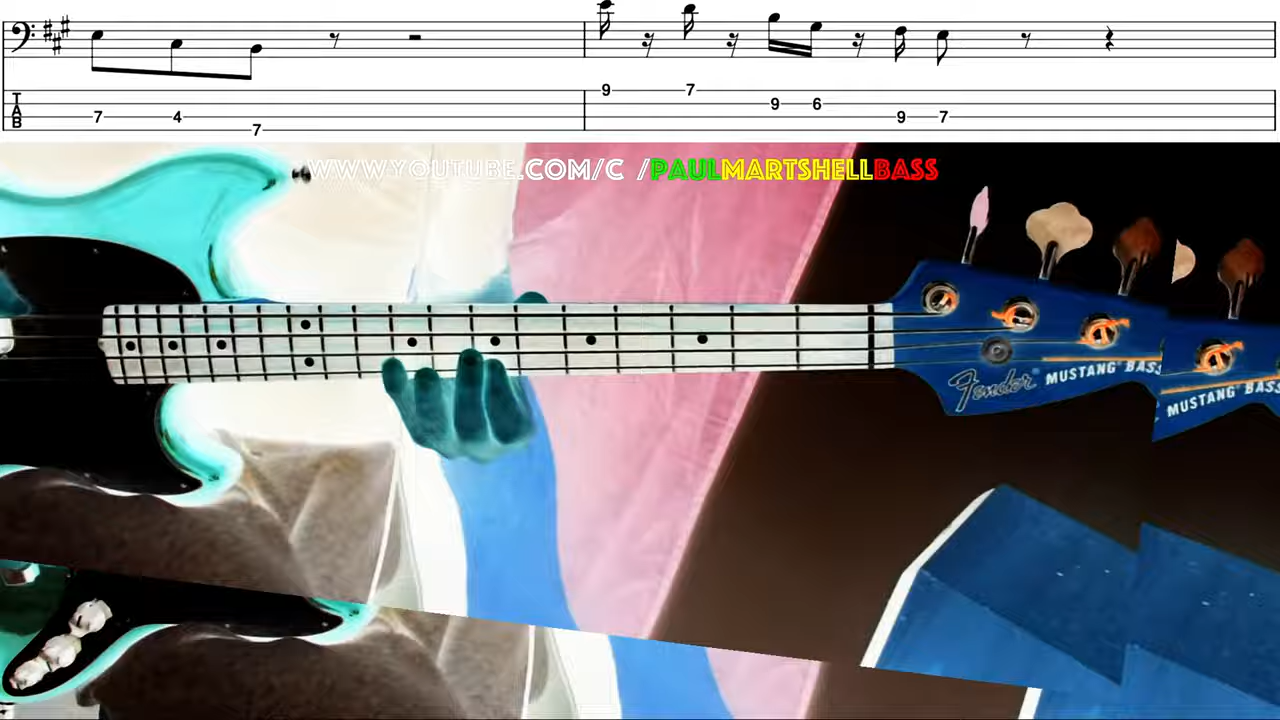 9 7
9 6
T
A
B
7 4 9 7
7
WWW.YOUTUBE.COM/C /PAULMARTSHELLBASS
Fender® MUSTANG® BASS
MUSTANG® BASS